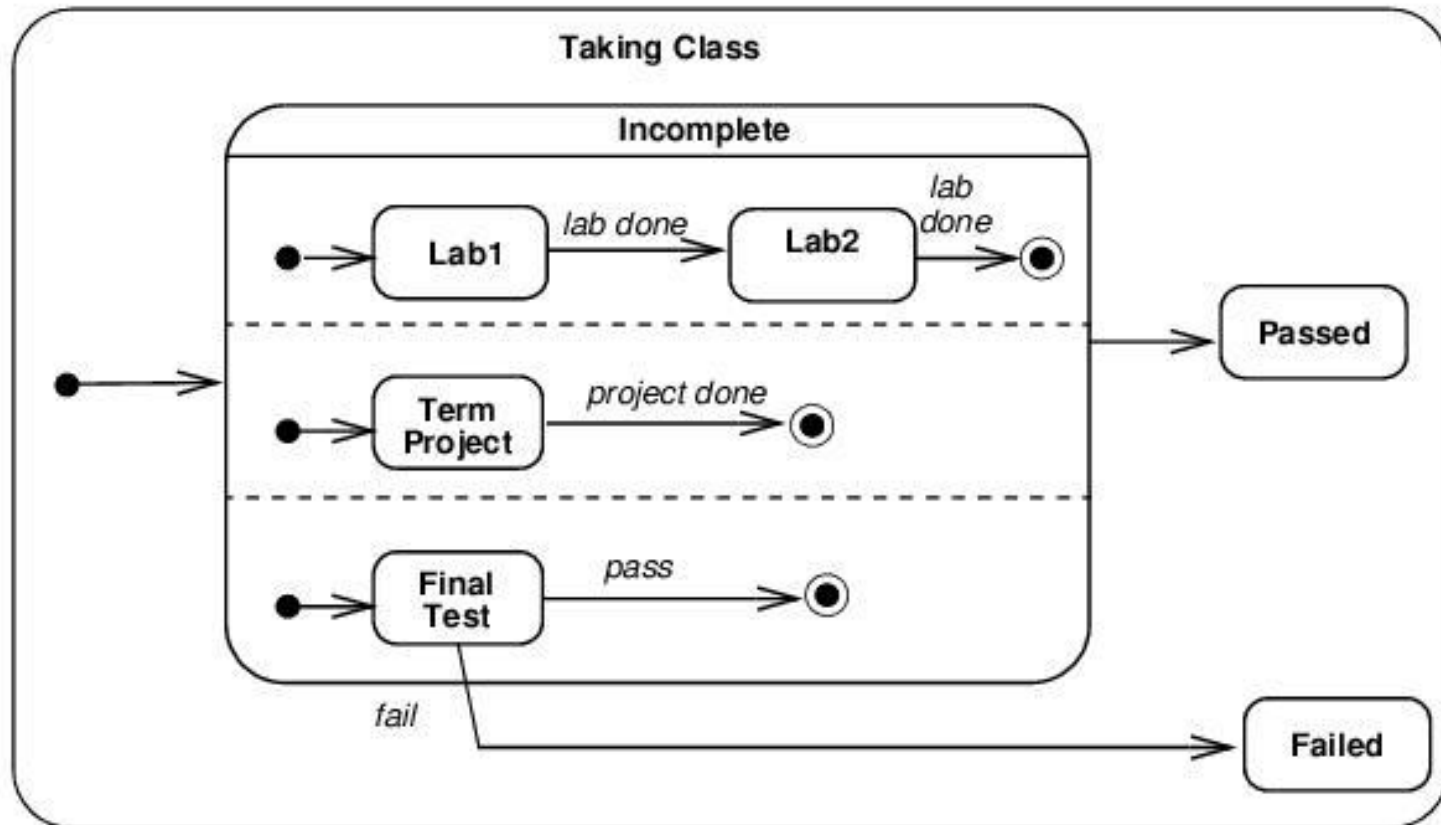 Taking Class
Incomplete
lab
done
lab done
Lab1
Lab2
Passed
Term
Project
project done
Final
Test
pass
fail
Failed